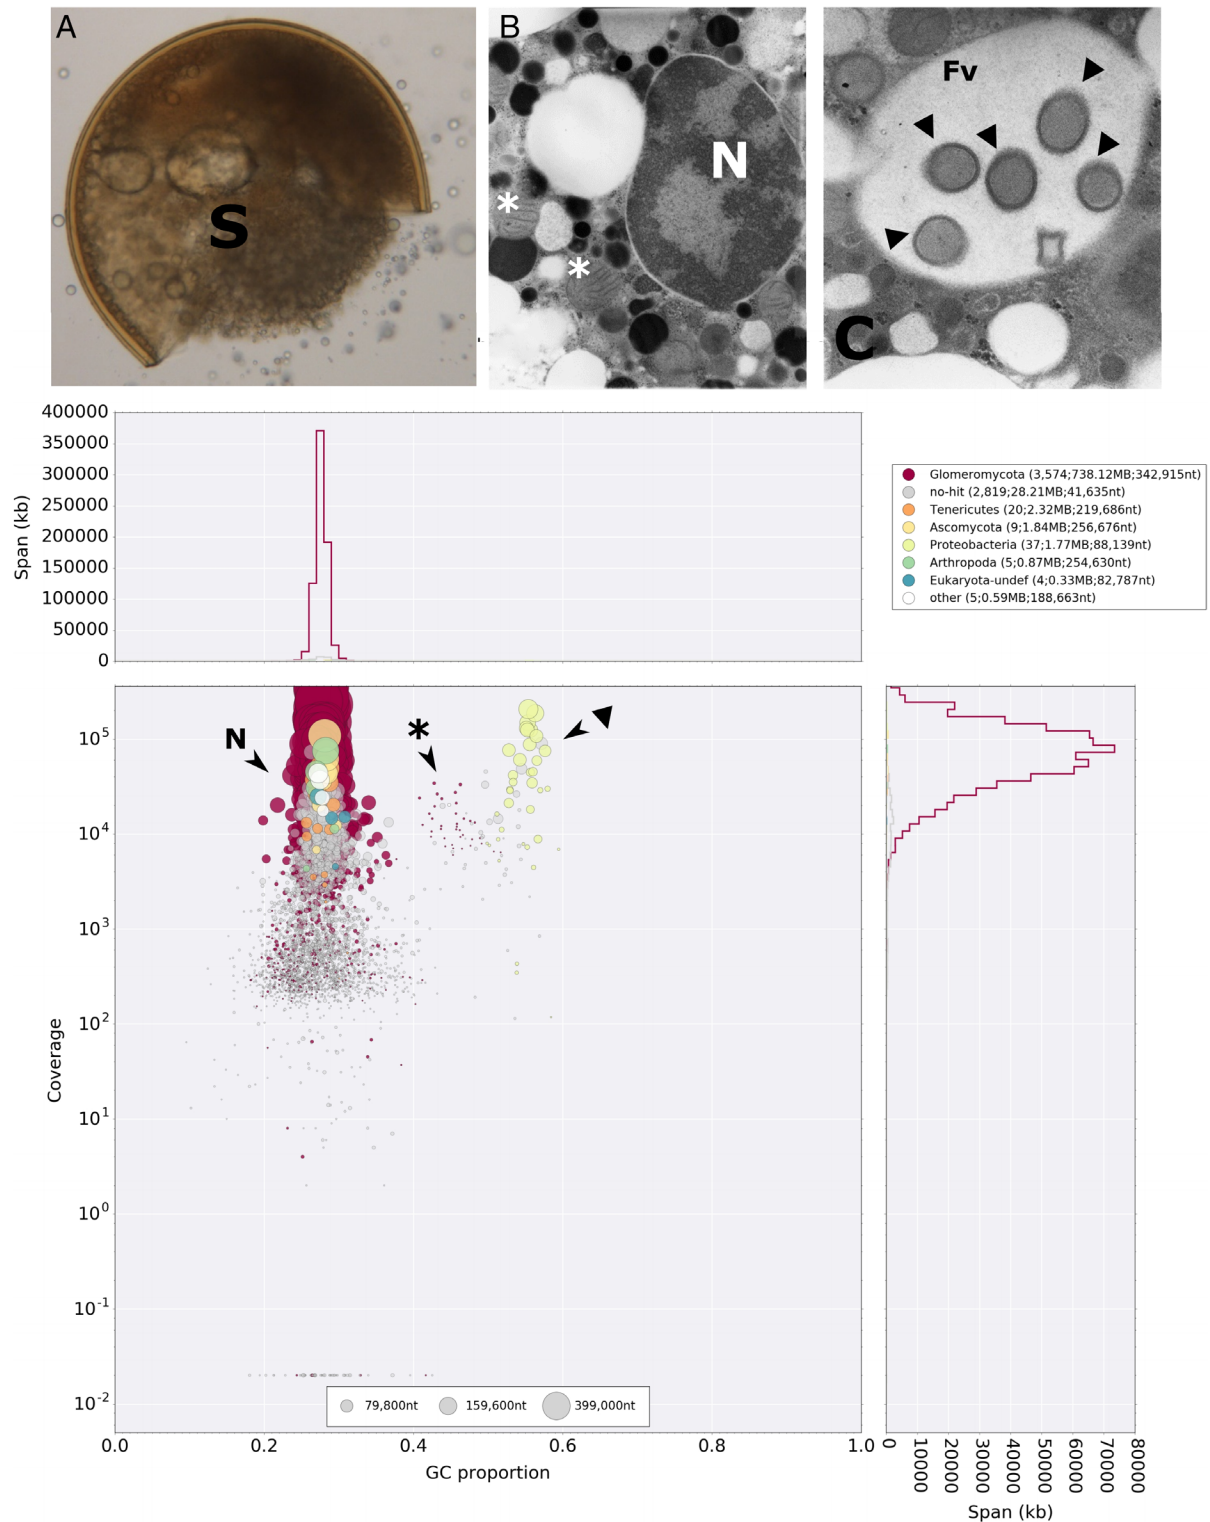 A
S
B
N
*
*
Fv
C
400000
350000
300000
250000
200000
150000
100000
50000
0
Span (kb)
Glomeromycota (3,574;738.12MB;342,915nt)
no-hit (2,819;28.21MB;41,635nt)
Tenericutes (20;2.32MB;219,686nt)
Ascomycota (9;1.84MB;256,676nt)
Proteobacteria (37;1.77MB;88,139nt)
Arthropoda (5;0.87MB;254,630nt)
Eukaryota-undef (4;0.33MB;82,787nt)
other (5;0.59MB;188,663nt)
N
*
10^5
10^4
10^3
10^2
10^1
10^0
10^-1
10^-2
Coverage
79,800nt 159,600nt 399,000nt
0.0 0.2 0.4 0.6 0.8 1.0
GC proportion
0 10000 20000 30000 40000 50000 60000 70000 80000
Span (kb)